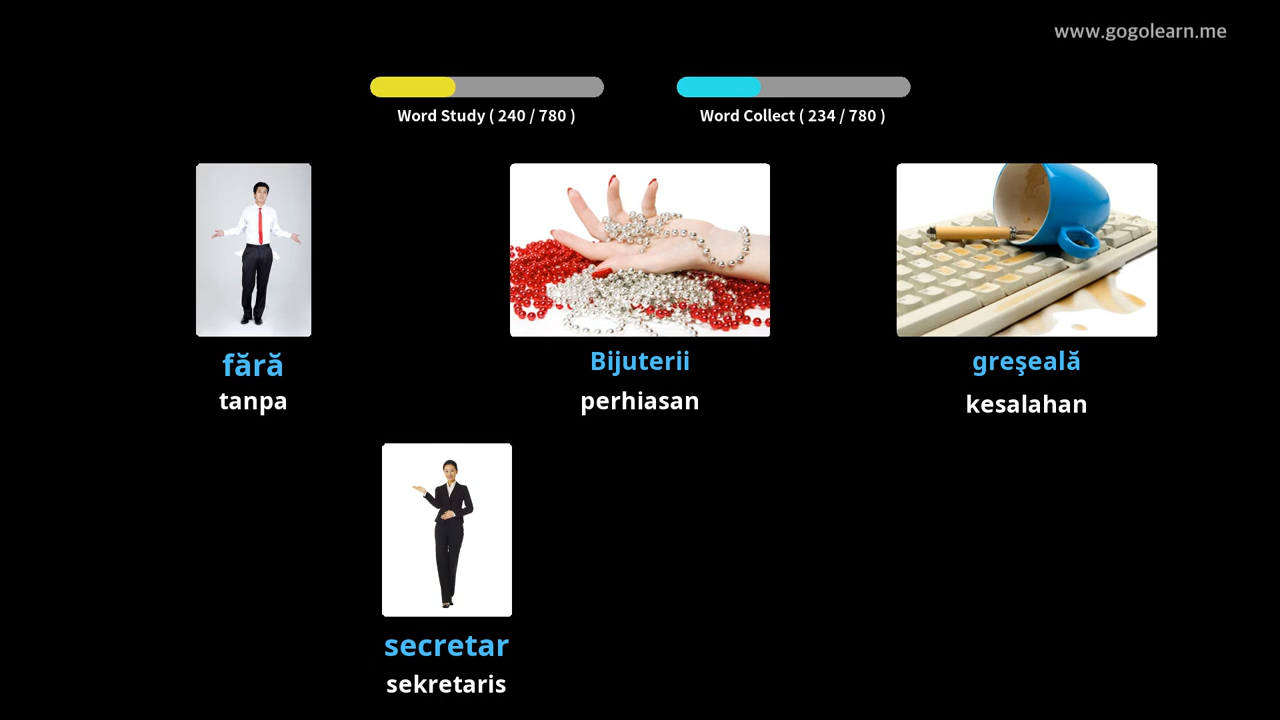 www.gogolearn.me
Word Study ( 240 / 780 )
Word Collect ( 234 / 780 )
fără
tanpa
Bijuterii
perhiasan
greşeală
kesalahan
secretar
sekretaris